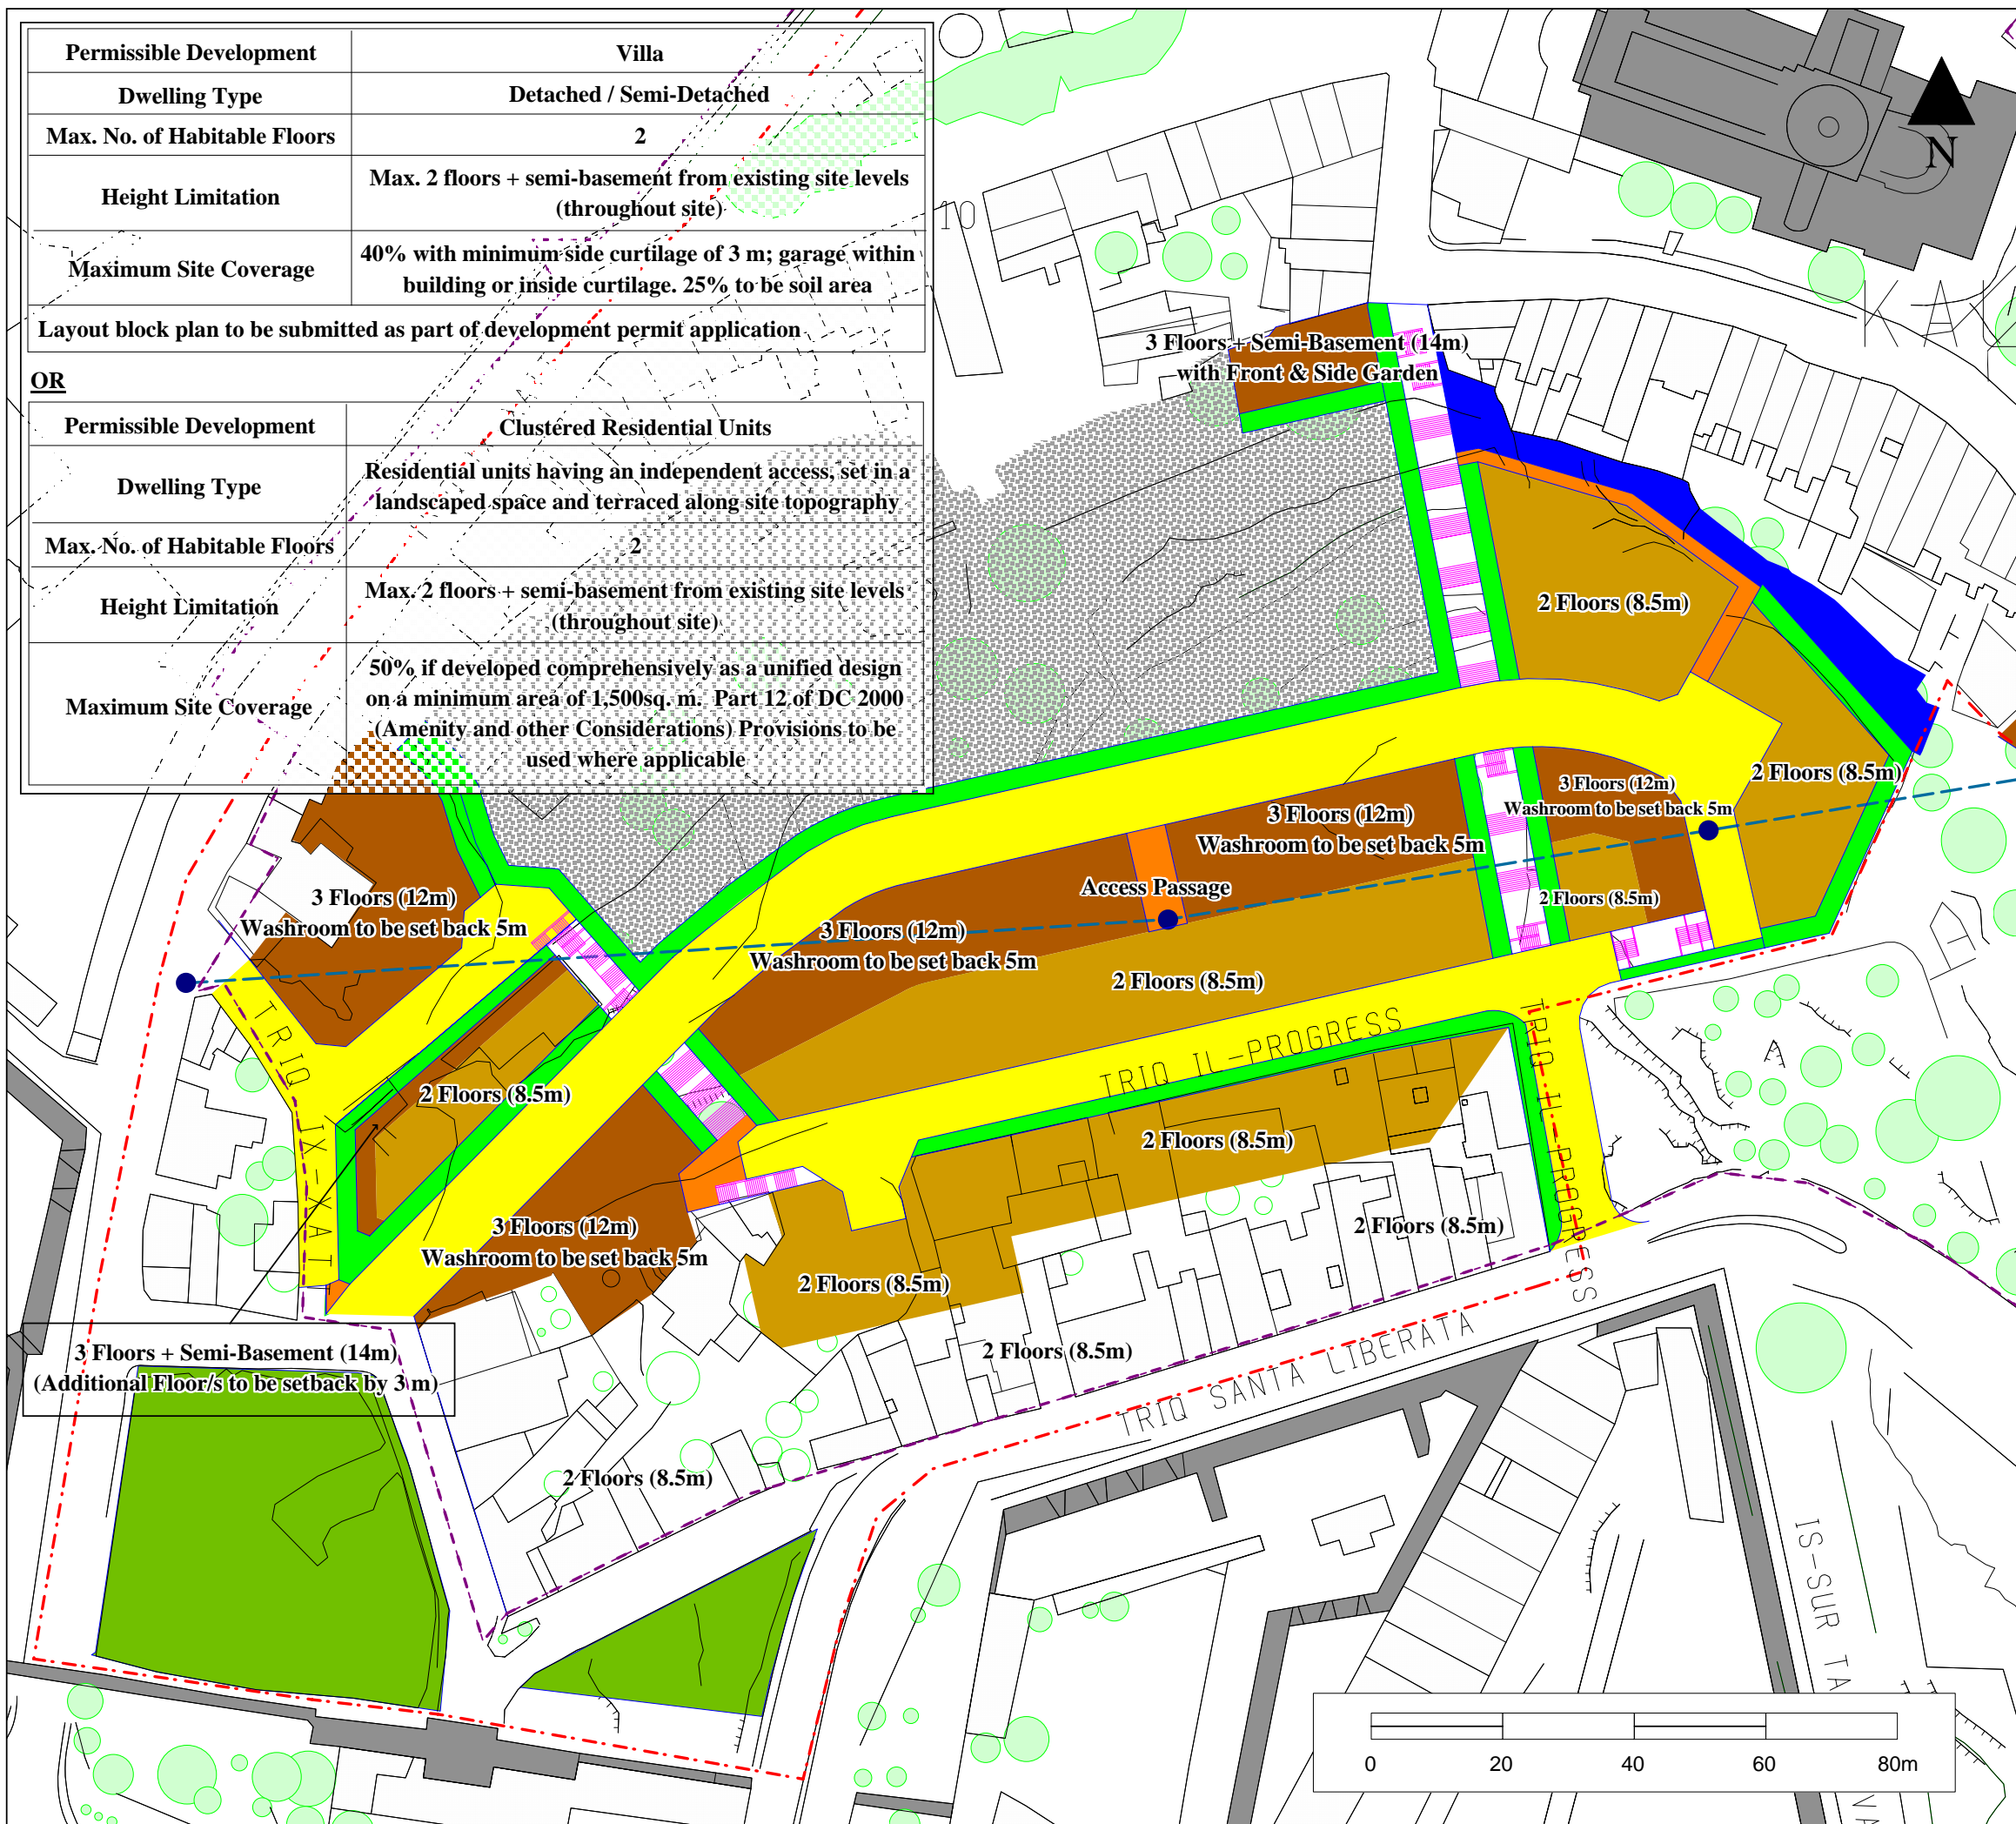 Permissible Development
Villa
Dwelling Type
Detached / Semi-Detached
Max. No. of Habitable Floors
2
Height Limitation
Max. 2 floors + semi-basement from existing site levels
(throughout site)
Maximum Site Coverage
40% with minimum side curtilage of 3 m; garage within
building or inside curtilage. 25% to be soil area
Layout block plan to be submitted as part of development permit application
OR
Permissible Development
Clustered Residential Units
Dwelling Type
Residential units having an independent access, set in a
landscaped space and terraced along site topography
Max. No. of Habitable Floors
2
Height Limitation
Max. 2 floors + semi-basement from existing site levels
(throughout site)
Maximum Site Coverage
50% if developed comprehensively as a unified design
on a minimum area of 1,500sq. m. Part 12 of DC 2000
(Amenity and other Considerations) Provisions to be
used where applicable
N
10
3 Floors + Semi-Basement (14m)
with Front & Side Garden
2 Floors (8.5m)
2 Floors (8.5m)
3 Floors (12m)
Washroom to be set back 5m
3 Floors (12m)
Washroom to be set back 5m
Access Passage
2 Floors (8.5m)
3 Floors (12m)
Washroom to be set back 5m
3 Floors (12m)
Washroom to be set back 5m
2 Floors (8.5m)
TRIQ IL-PROGRESS
TRIQ IL-PROGRESS
TRIQ IX-XATT
2 Floors (8.5m)
2 Floors (8.5m)
3 Floors (12m)
Washroom to be set back 5m
2 Floors (8.5m)
2 Floors (8.5m)
2 Floors (8.5m)
TRIQ SANTA LIBERATA
3 Floors + Semi-Basement (14m)
(Additional Floor/s to be setback by 3 m)
2 Floors (8.5m)
IS-SUR TA
0 20 40 60 80m